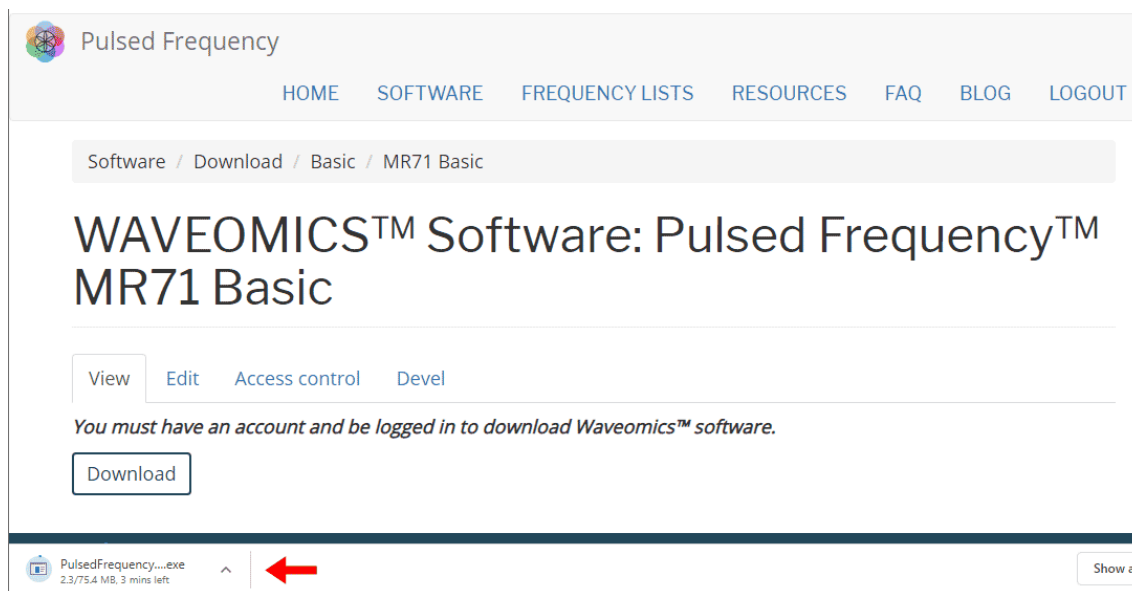 Pulsed Frequency
HOME SOFTWARE FREQUENCY LISTS RESOURCES FAQ BLOG LOGOUT
Software / Download / Basic / MR71 Basic
WAVEOMICS™ Software: Pulsed Frequency™
MR71 Basic
View Edit Access control Devel
You must have an account and be logged in to download Waveomics™ software.
Download
PulsedFrequency....exe
2.3/75.4 MB, 3 mins left
Show a